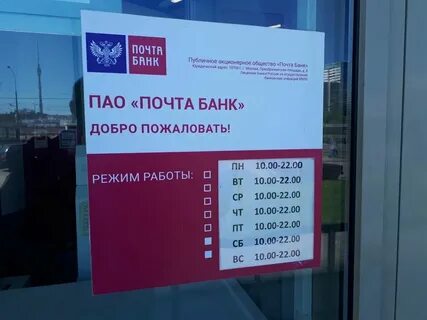 ПОЧТА
БАНК
Публичное акционерное общество «Почта Банк»
ПАО «ПОЧТА БАНК»
ДОБРО ПОЖАЛОВАТЬ!
РЕЖИМ РАБОТЫ:
ПН 10.00-22.00
ВТ 10.00-22.00
СР 10.00-22.00
ЧТ 10.00-22.00
ПТ 10.00-22.00
СБ 10.00-22.00
ВС 10.00-22.00